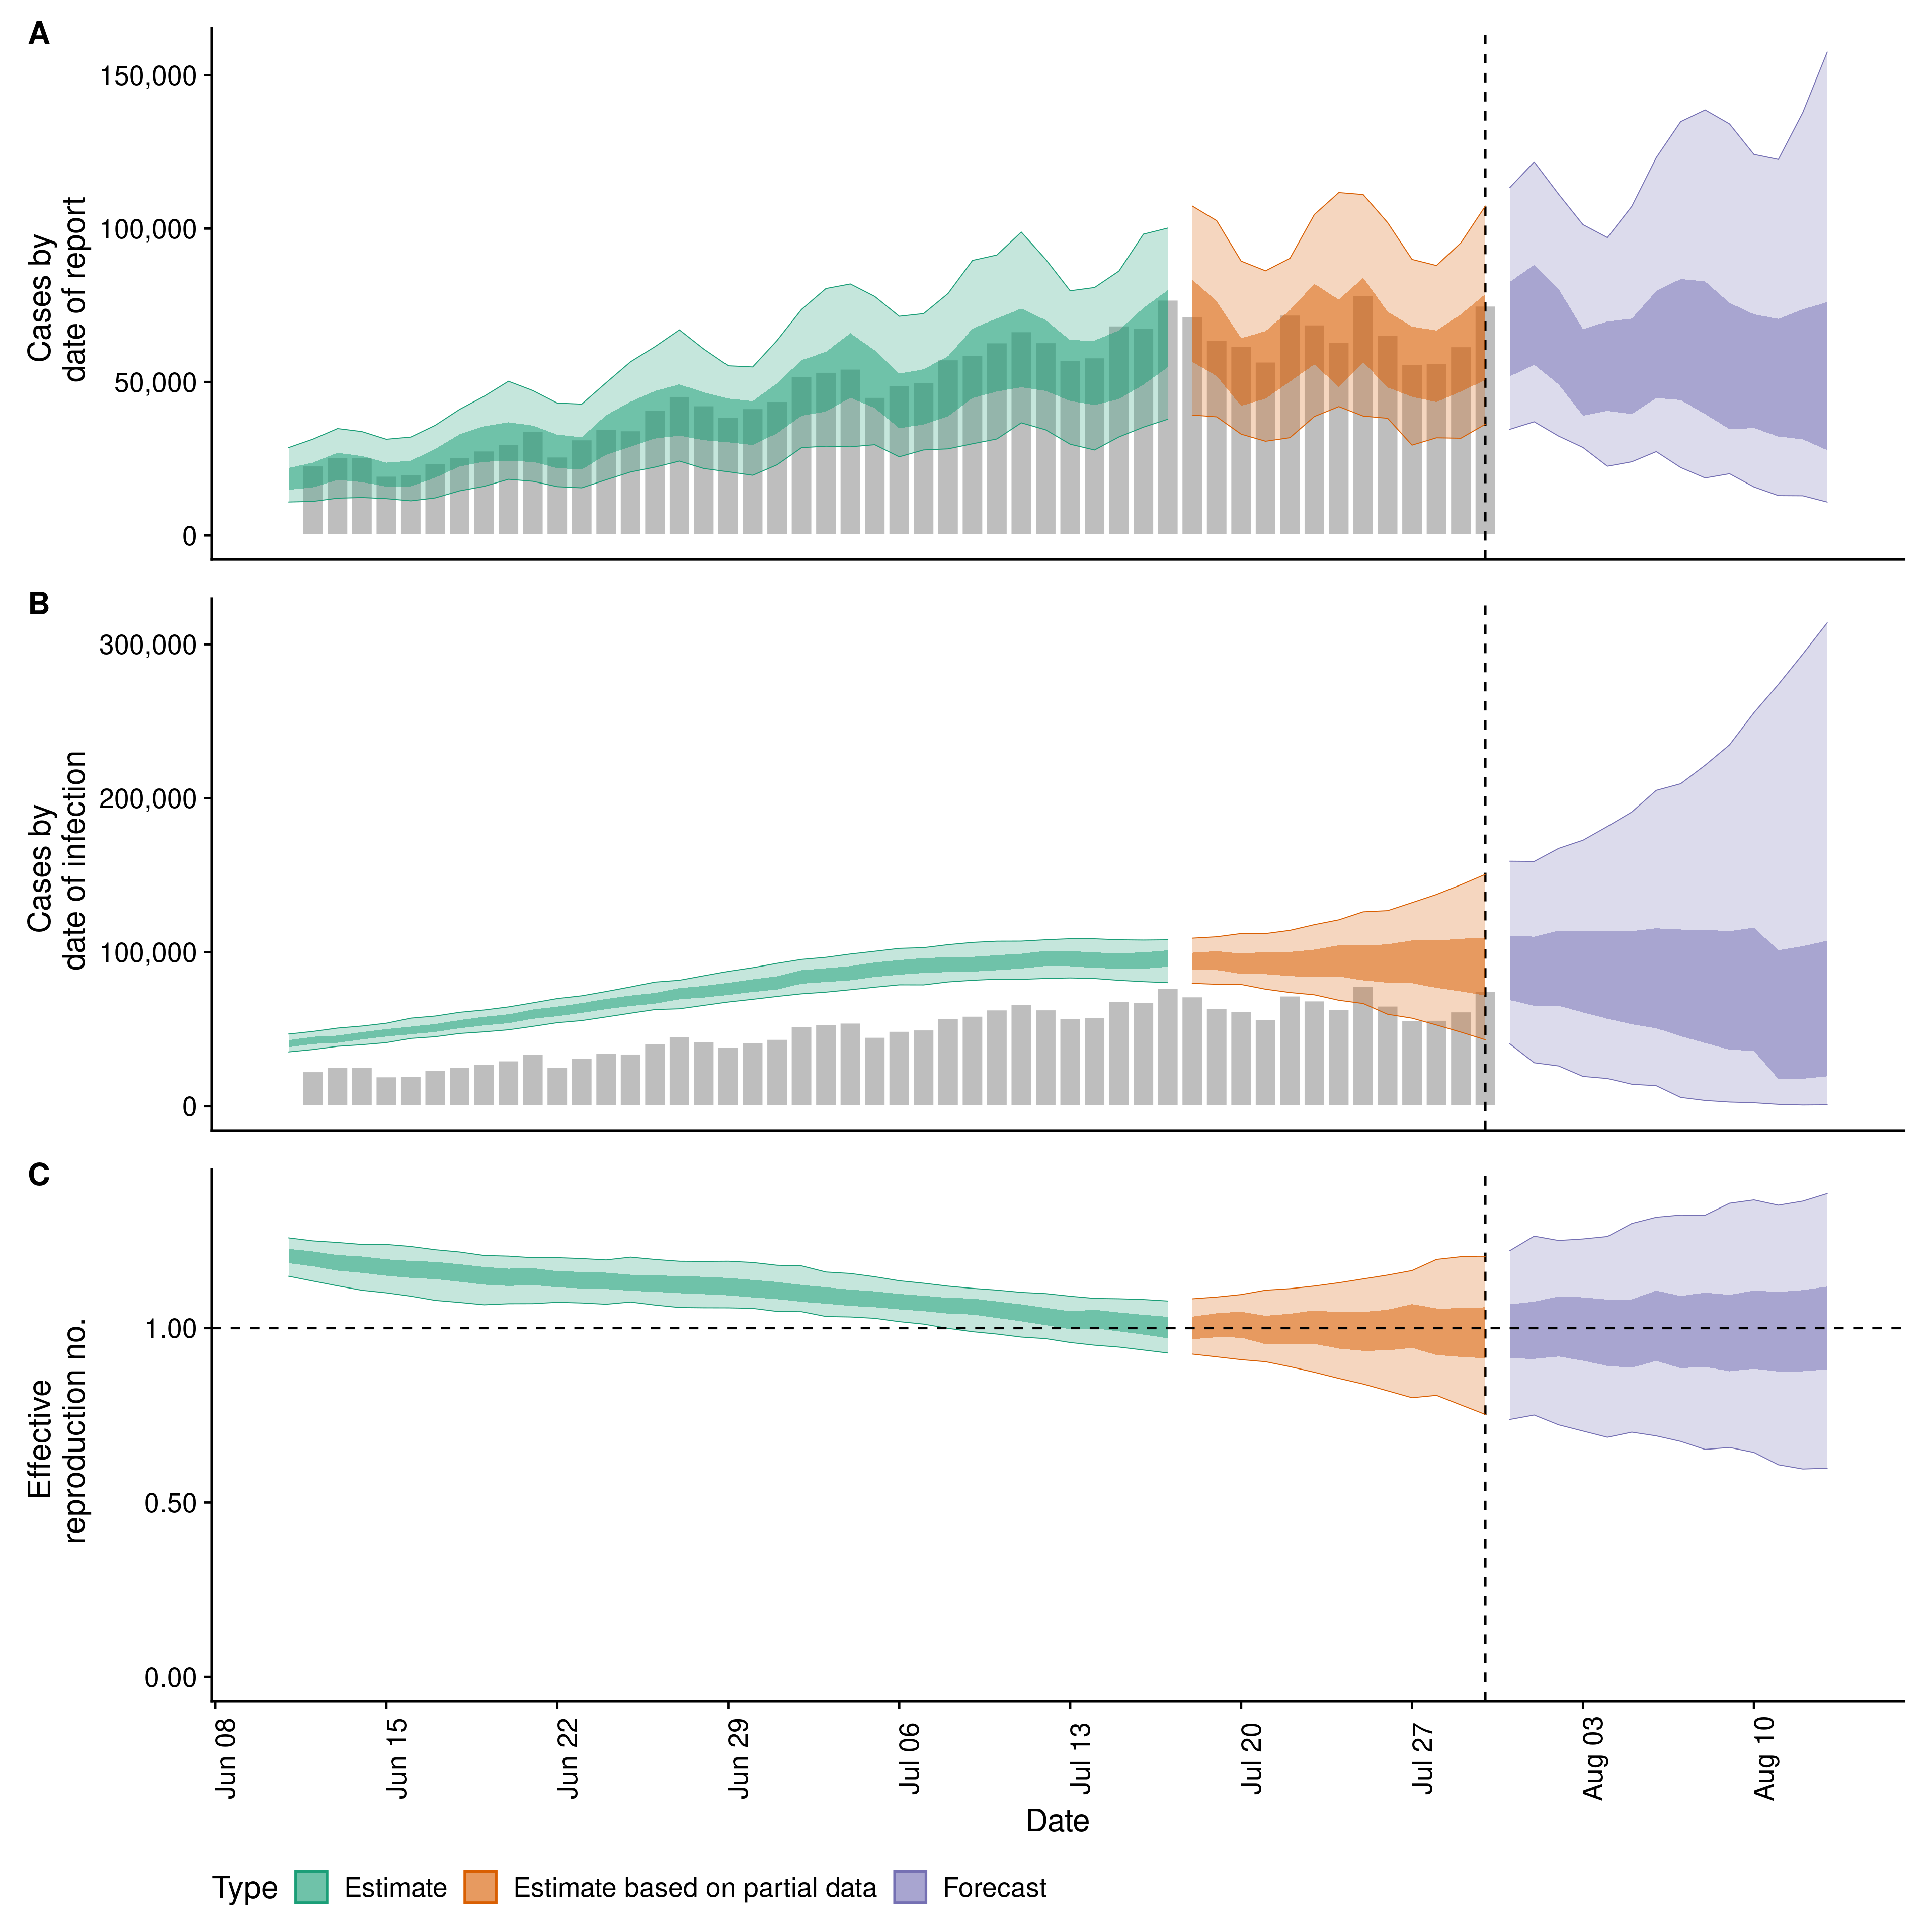 A
Cases by
date of report
150,000
100,000
50,000
0
B
Cases by
date of infection
300,000
200,000
100,000
0
C
Effective
reproduction no.
1.00
0.50
0.00
Jun 08
Jun 15
Jun 22
Jun 29
Jul 06
Jul 13
Jul 20
Jul 27
Aug 03
Aug 10
Date
Type Estimate Estimate based on partial data Forecast